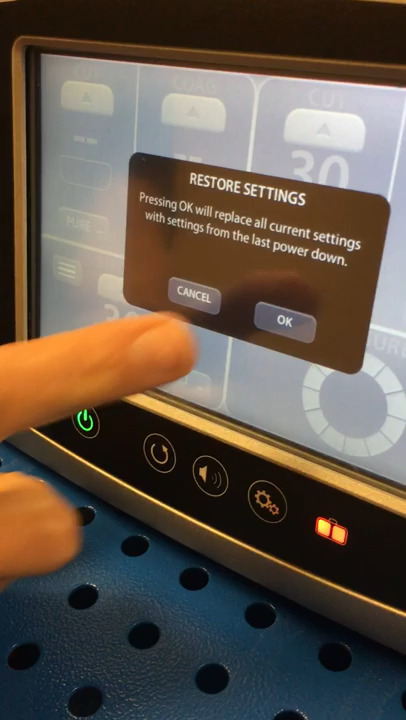 COAG
CUT
30
PURE
RESTORE SETTINGS
Pressing OK will replace all current settings
with settings from the last power down.
CANCEL
OK